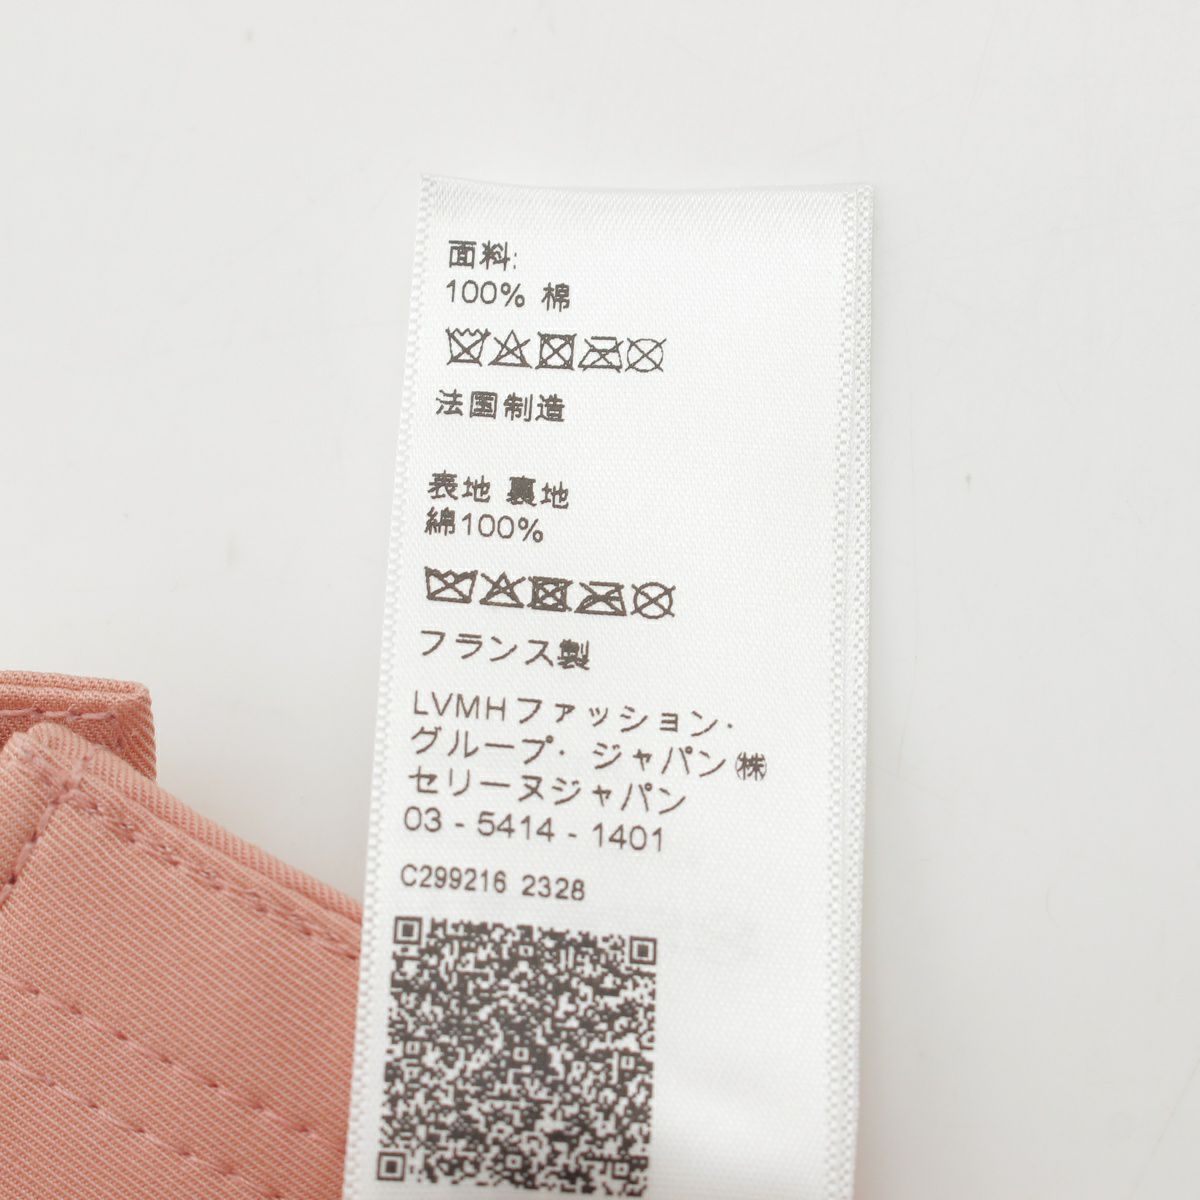 面料:
100% 棉
法国制造
表地 裏地
綿100%
フランス製
LVMHファッション・
グループ・ジャパン㈱
セリーヌジャパン
03 - 5414 - 1401
C299216 2328